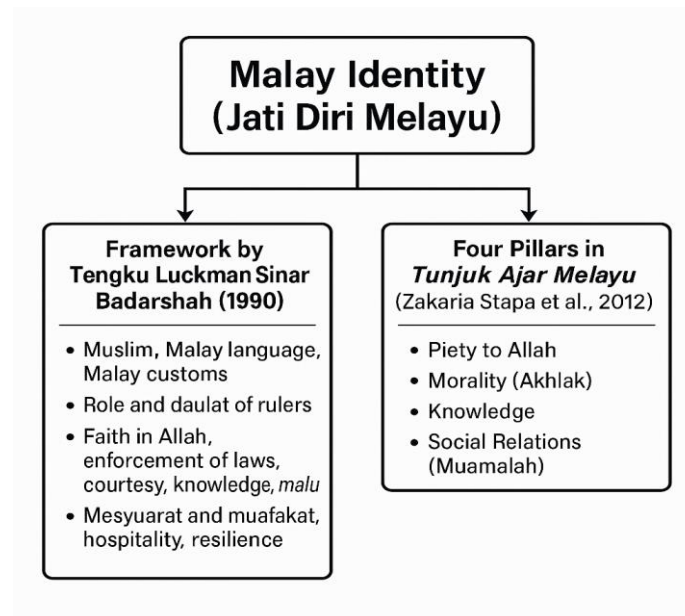 Malay Identity
(Jati Diri Melayu)
Framework by
Tengku Luckman Sinar
Badarshah (1990)
• Muslim, Malay language,
Malay customs
• Role and daulat of rulers
• Faith in Allah,
enforcement of laws,
courtesy, knowledge, malu
• Mesyuarat and muafakat,
hospitality, resilience
Four Pillars in
Tunjuk Ajar Melayu
(Zakaria Stapa et al., 2012)
• Piety to Allah
• Morality (Akhlak)
• Knowledge
• Social Relations
(Muamalah)